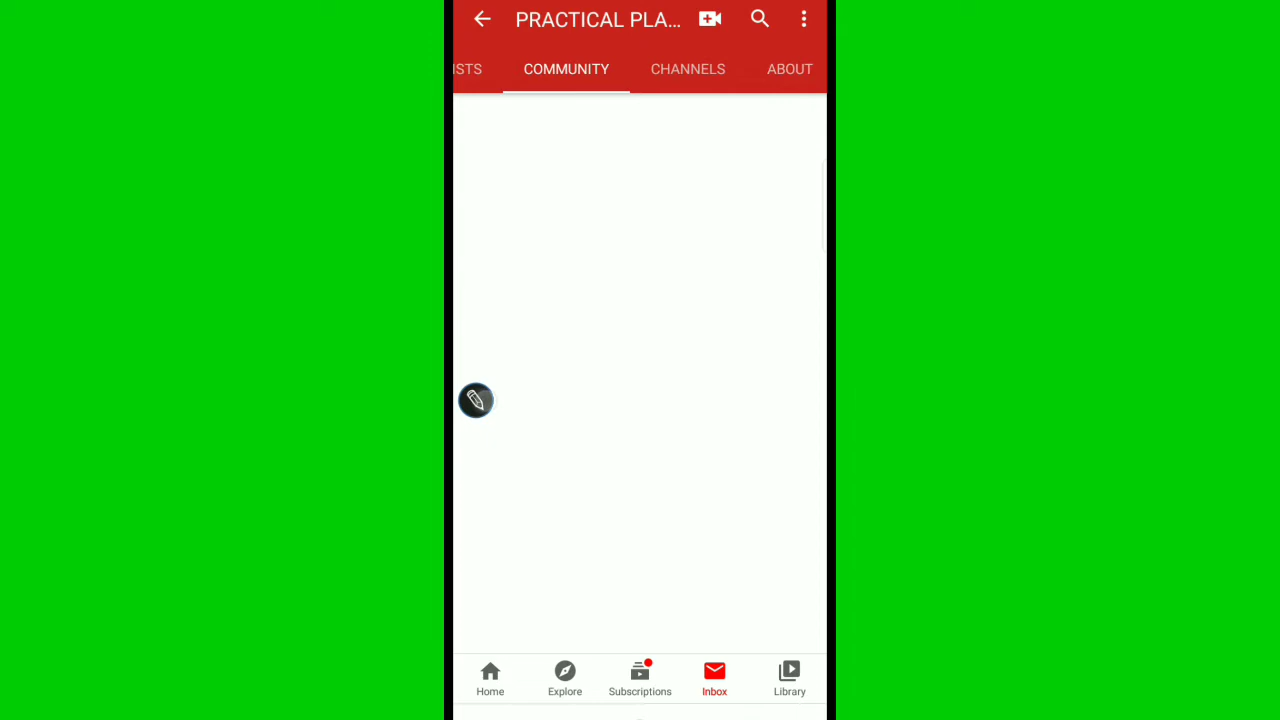 PRACTICAL PLA...
ISTS COMMUNITY CHANNELS ABOUT
Home Explore Subscriptions Inbox Library